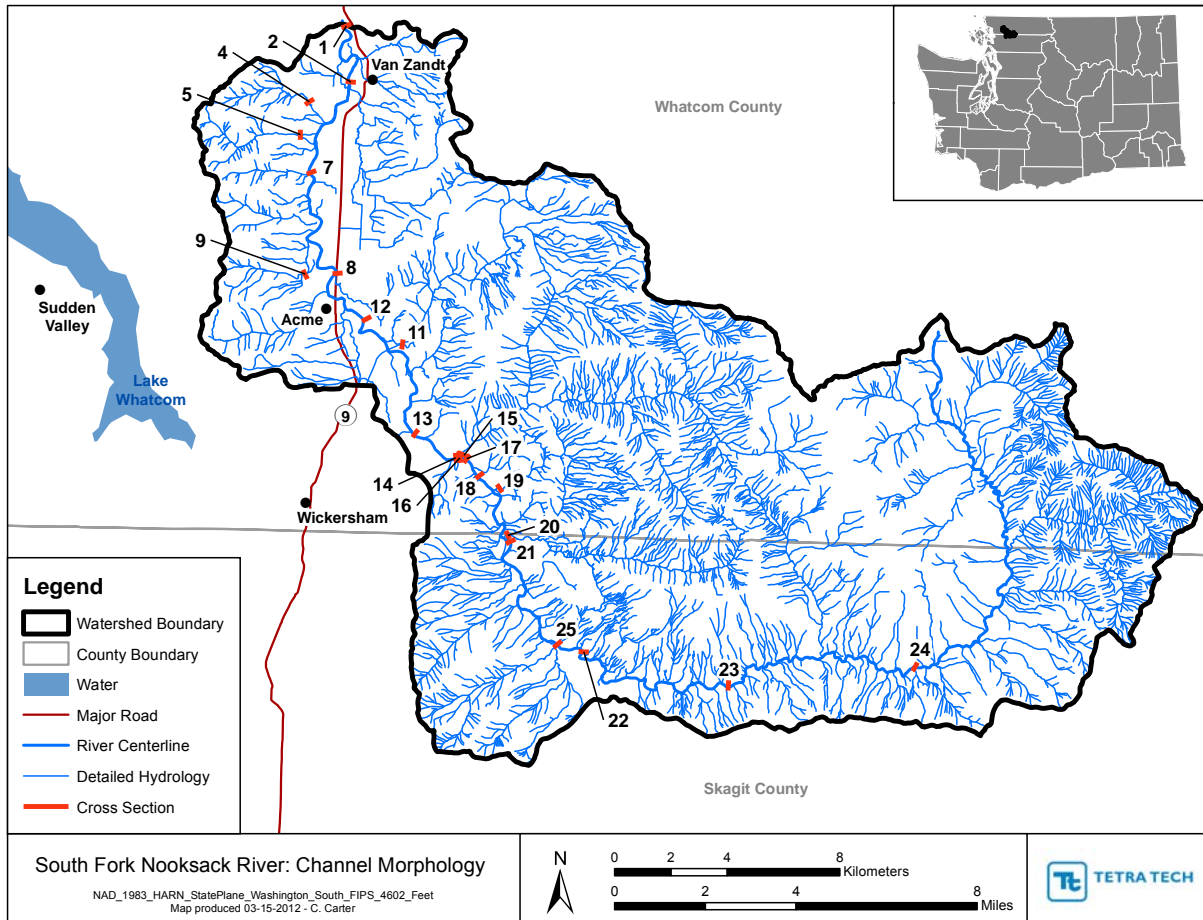 1
2
4
5
Van Zandt
Whatcom County
7
9
8
Sudden
Valley
Acme
12
11
Lake
Whatcom
9
13
15
17
14
16
18
19
Wickersham
20
21
25
22
23
24
Skagit County
Legend
Watershed Boundary
County Boundary
Water
Major Road
River Centerline
Detailed Hydrology
Cross Section
South Fork Nooksack River: Channel Morphology
NAD_1983_HARN_StatePlane_Washington_South_FIPS_4602_Feet
Map produced 03-15-2012 - C. Carter
N
0 2 4 8
Kilometers
0 2 4 8
Miles
Tt TETRA TECH